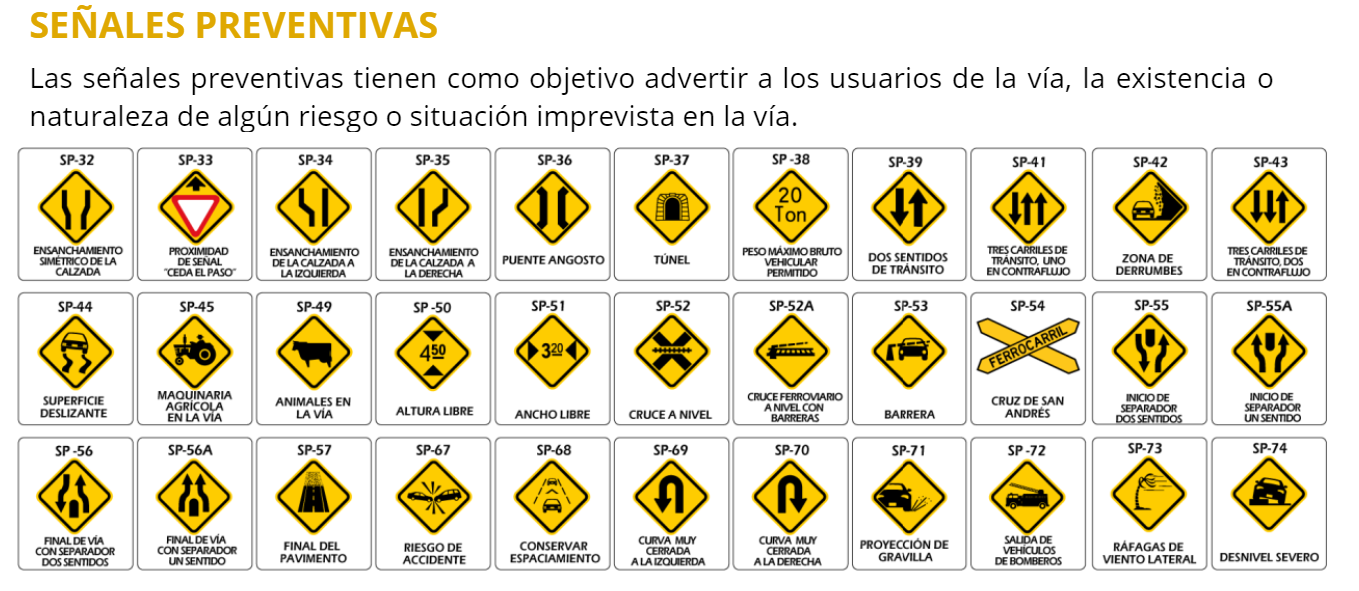 SEÑALES PREVENTIVAS
Las señales preventivas tienen como objetivo advertir a los usuarios de la vía, la existencia o
naturaleza de algún riesgo o situación imprevista en la vía.
SP-32
ENSANCHAMIENTO
SIMÉTRICO DE LA
CALZADA
SP-33
PROXIMIDAD
DE SEÑAL
"CEDA EL PASO"
SP-34
ENSANCHAMIENTO
DE LA CALZADA A
LA IZQUIERDA
SP-35
ENSANCHAMIENTO
DE LA CALZADA A
LA DERECHA
SP-36
PUENTE ANGOSTO
SP-37
TÚNEL
SP -38
20
Ton
PESO MÁXIMO BRUTO
VEHICULAR
PERMITIDO
SP-39
DOS SENTIDOS
DE TRÁNSITO
SP-41
TRES CARRILES DE
TRÁNSITO, UNO
EN CONTRAFLUJO
SP-42
ZONA DE
DERRUMBES
SP-43
TRES CARRILES DE
TRÁNSITO, DOS
EN CONTRAFLUJO
SP-44
SUPERFICIE
DESLIZANTE
SP-45
MAQUINARIA
AGRÍCOLA
EN LA VÍA
SP-49
ANIMALES EN
LA VÍA
SP -50
4 50
ALTURA LIBRE
SP-51
3 20
ANCHO LIBRE
SP-52
CRUCE A NIVEL
SP-52A
CRUCE FERROVIARIO
A NIVEL CON
BARRERAS
SP-53
BARRERA
SP-54
FERROCARRIL
CRUZ DE SAN
ANDRÉS
SP-55
INICIO DE
SEPARADOR
DOS SENTIDOS
SP-55A
INICIO DE
SEPARADOR
UN SENTIDO
SP -56
FINAL DE VÍA
CON SEPARADOR
DOS SENTIDOS
SP-56A
FINAL DE VÍA
CON SEPARADOR
UN SENTIDO
SP-57
FINAL DEL
PAVIMENTO
SP-67
RIESGO DE
ACCIDENTE
SP-68
CONSERVAR
ESPACIAMIENTO
SP-69
CURVA MUY
CERRADA
A LA IZQUIERDA
SP-70
CURVA MUY
CERRADA
A LA DERECHA
SP-71
PROYECCIÓN DE
GRAVILLA
SP -72
SALIDA DE
VEHÍCULOS
DE BOMBEROS
SP-73
RÁFAGAS DE
VIENTO LATERAL
SP-74
DESNIVEL SEVERO